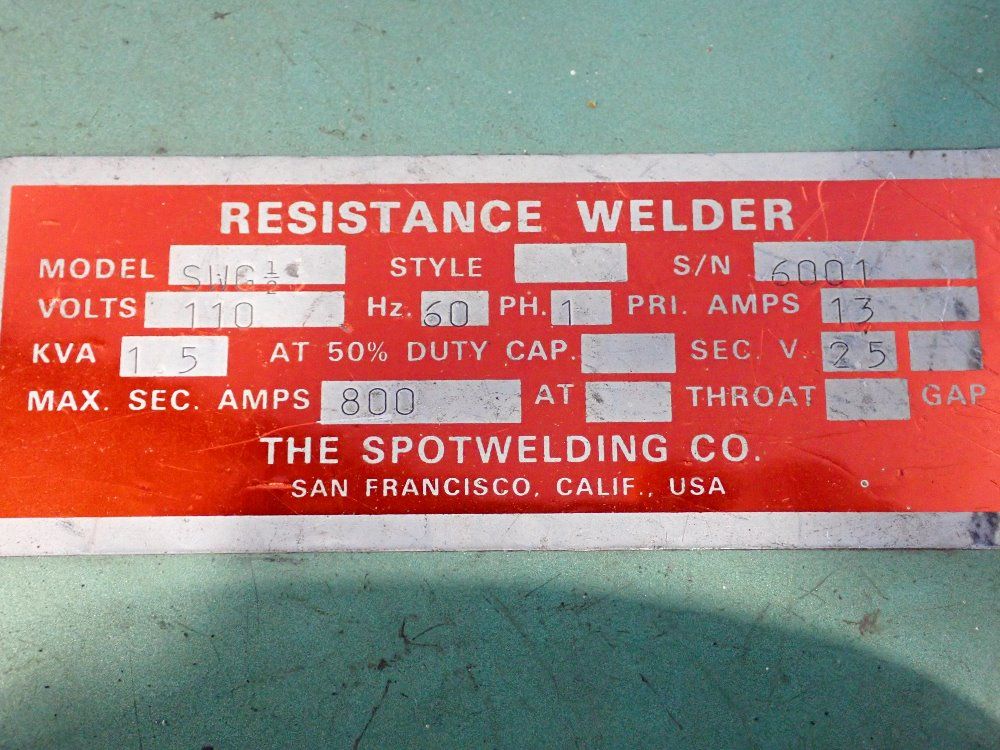 RESISTANCE WELDER
MODEL SWG½ STYLE S/N 6001
VOLTS 110 Hz. 60 PH. 1 PRI. AMPS 13
KVA 1 5 AT 50% DUTY CAP. SEC. V. 2 5
MAX. SEC. AMPS 800 AT THROAT GAP
THE SPOTWELDING CO.
SAN FRANCISCO, CALIF., USA